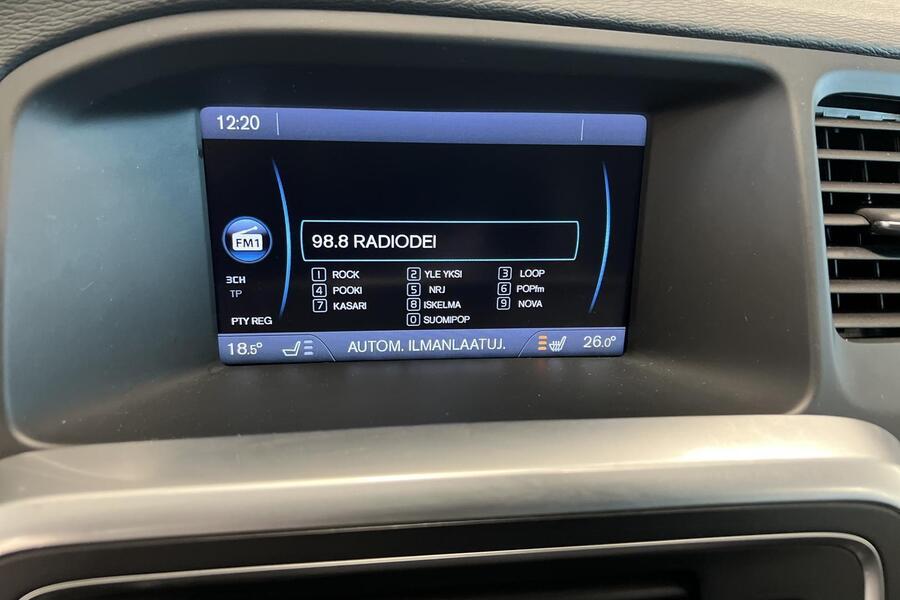 12:20
98.8 RADIODEI
FM1
1 ROCK 2 YLE YKSI 3 LOOP
3CH
4 POOKI 5 NRJ 6 POPfm
TP
7 KASARI 8 ISKELMA 9 NOVA
PTY REG
0 SUOMIPOP
18.5° AUTOM. ILMANLAATUJ. 26.0°